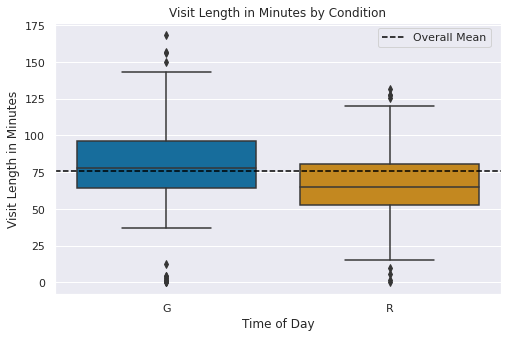 Visit Length in Minutes by Condition
Overall Mean
Visit Length in Minutes
175
150
125
100
75
50
25
0
G R
Time of Day